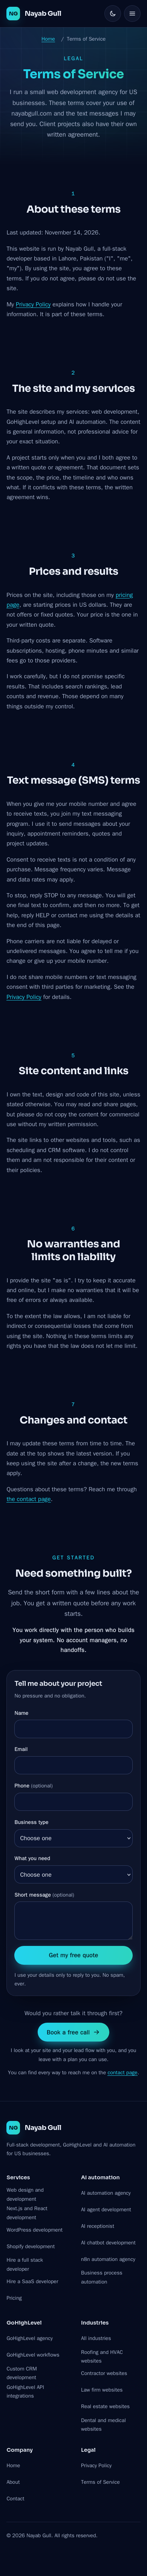 NG Nayab Gull
Home / Terms of Service
LEGAL
Terms of Service
I run a small web development agency for US
businesses. These terms cover your use of
nayabgull.com and the text messages I may
send you. Client projects also have their own
written agreement.
1
About these terms
Last updated: November 14, 2026.
This website is run by Nayab Gull, a full-stack
developer based in Lahore, Pakistan ("I", "me",
"my"). By using the site, you agree to these
terms. If you do not agree, please do not use the
site.
My Privacy Policy explains how I handle your
information. It is part of these terms.
2
The site and my services
The site describes my services: web development,
GoHighLevel setup and AI automation. The content
is general information, not professional advice for
your exact situation.
A project starts only when you and I both agree to
a written quote or agreement. That document sets
the scope, the price, the timeline and who owns
what. If it conflicts with these terms, the written
agreement wins.
3
Prices and results
Prices on the site, including those on my pricing
page, are starting prices in US dollars. They are
not offers or fixed quotes. Your price is the one in
your written quote.
Third-party costs are separate. Software
subscriptions, hosting, phone minutes and similar
fees go to those providers.
I work carefully, but I do not promise specific
results. That includes search rankings, lead
counts and revenue. Those depend on many
things outside my control.
4
Text message (SMS) terms
When you give me your mobile number and agree
to receive texts, you join my text messaging
program. I use it to send messages about your
inquiry, appointment reminders, quotes and
project updates.
Consent to receive texts is not a condition of any
purchase. Message frequency varies. Message
and data rates may apply.
To stop, reply STOP to any message. You will get
one final text to confirm, and then no more. To get
help, reply HELP or contact me using the details at
the end of this page.
Phone carriers are not liable for delayed or
undelivered messages. You agree to tell me if you
change or give up your mobile number.
I do not share mobile numbers or text messaging
consent with third parties for marketing. See the
Privacy Policy for details.
5
Site content and links
I own the text, design and code of this site, unless
stated otherwise. You may read and share pages,
but please do not copy the content for commercial
use without my written permission.
The site links to other websites and tools, such as
scheduling and CRM software. I do not control
them and am not responsible for their content or
their policies.
6
No warranties and
limits on liability
I provide the site "as is". I try to keep it accurate
and online, but I make no warranties that it will be
free of errors or always available.
To the extent the law allows, I am not liable for
indirect or consequential losses that come from
using the site. Nothing in these terms limits any
rights you have that the law does not let me limit.
7
Changes and contact
I may update these terms from time to time. The
date at the top shows the latest version. If you
keep using the site after a change, the new terms
apply.
Questions about these terms? Reach me through
the contact page.
GET STARTED
Need something built?
Send the short form with a few lines about the
job. You get a written quote before any work
starts.
You work directly with the person who builds
your system. No account managers, no
handoffs.
Tell me about your project
No pressure and no obligation.
Name
Email
Phone (optional)
Business type
Choose one
What you need
Choose one
Short message (optional)
Get my free quote
I use your details only to reply to you. No spam,
ever.
Would you rather talk it through first?
Book a free call →
I look at your site and your lead flow with you, and you
leave with a plan you can use.
You can find every way to reach me on the contact page.
NG Nayab Gull
Full stack development, GoHighLevel and AI automation
for US businesses.
Services
Web design and
development
Next.js and React
development
WordPress development
Shopify development
Hire a full stack
developer
Hire a SaaS developer
Pricing
AI automation
AI automation agency
AI agent development
AI receptionist
AI chatbot development
n8n automation agency
Business process
automation
GoHighLevel
GoHighLevel agency
GoHighLevel workflows
Custom CRM
development
GoHighLevel API
integrations
Industries
All industries
Roofing and HVAC
websites
Contractor websites
Law firm websites
Real estate websites
Dental and medical
websites
Company
Home
About
Contact
Legal
Privacy Policy
Terms of Service
© 2026 Nayab Gull. All rights reserved.